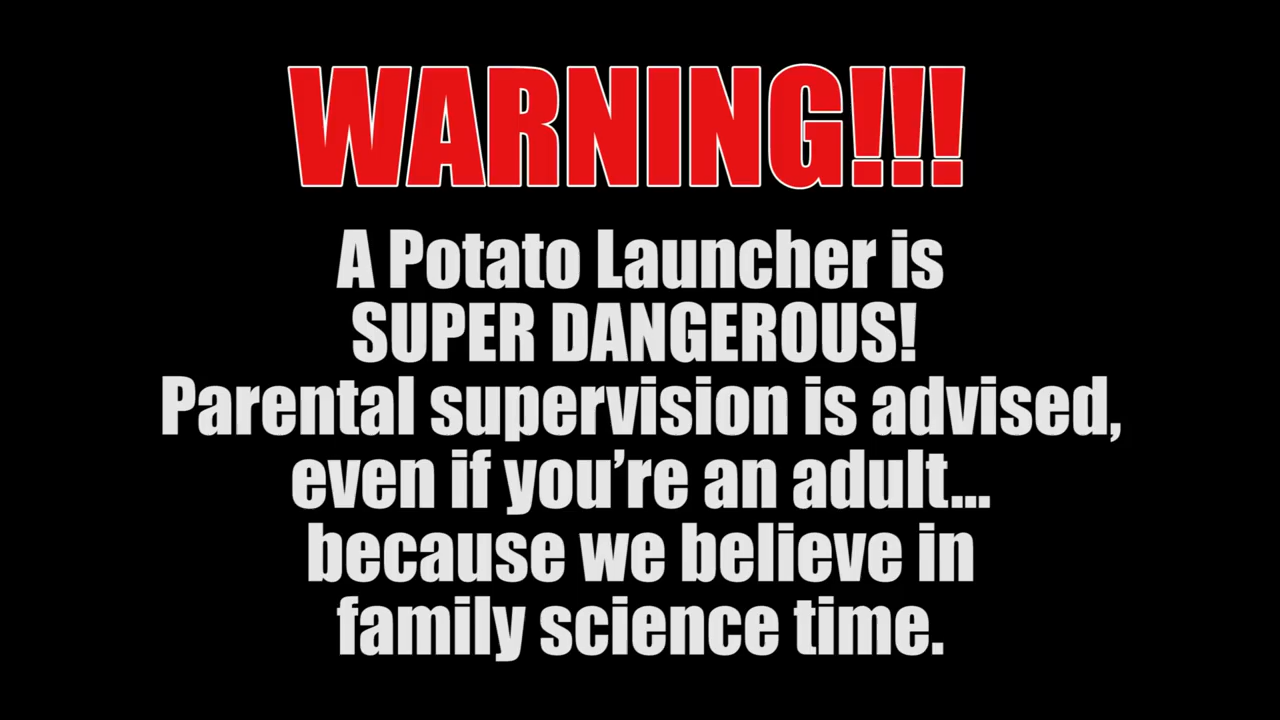 WARNING!!!
A Potato Launcher is
SUPER DANGEROUS!
Parental supervision is advised,
even if you’re an adult...
because we believe in
family science time.